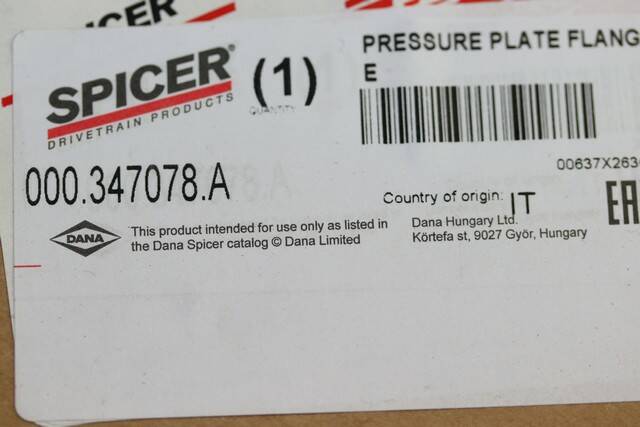 CER
SPICER®
DRIVETRAIN PRODUCTS
(1)
QUANTITY
PRESSURE PLATE FLANG
E
000.347078.A
00637X263
Country of origin: IT
DANA
This product intended for use only as listed in
the Dana Spicer catalog © Dana Limited
Dana Hungary Ltd.
Körtefa st, 9027 Győr, Hungary
EAC